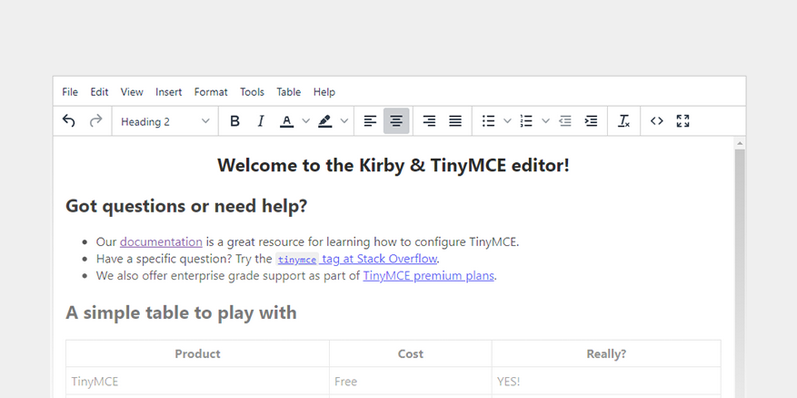 File Edit View Insert Format Tools Table Help
Heading 2 B I A
Welcome to the Kirby & TinyMCE editor!
Got questions or need help?
Our documentation is a great resource for learning how to configure TinyMCE.
Have a specific question? Try the tinymce tag at Stack Overflow.
We also offer enterprise grade support as part of TinyMCE premium plans.
A simple table to play with
Product Cost Really?
TinyMCE Free YES!